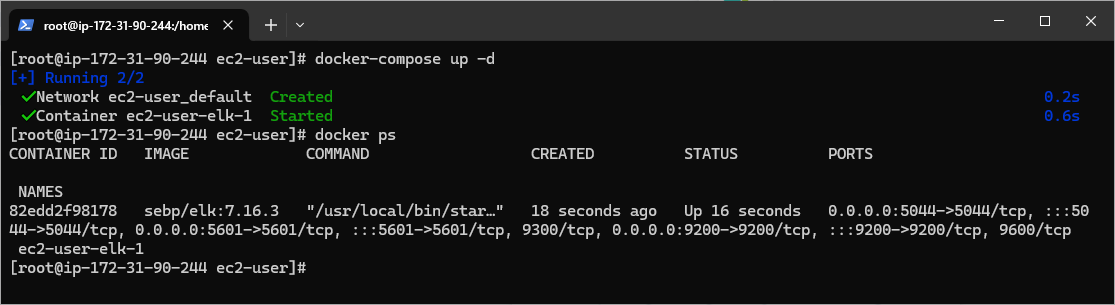 root@ip-172-31-90-244:/home
[root@ip-172-31-90-244 ec2-user]# docker-compose up -d
[+] Running 2/2
✓Network ec2-user_default  Created  0.2s
✓Container ec2-user-elk-1  Started  0.6s
[root@ip-172-31-90-244 ec2-user]# docker ps
CONTAINER ID   IMAGE             COMMAND                  CREATED          STATUS          PORTS
NAMES
82edd2f98178   sebp/elk:7.16.3   "/usr/local/bin/star…"   18 seconds ago   Up 16 seconds   0.0.0.0:5044->5044/tcp, :::50
44->5044/tcp, 0.0.0.0:5601->5601/tcp, :::5601->5601/tcp, 9300/tcp, 0.0.0.0:9200->9200/tcp, :::9200->9200/tcp, 9600/tcp
ec2-user-elk-1
[root@ip-172-31-90-244 ec2-user]#